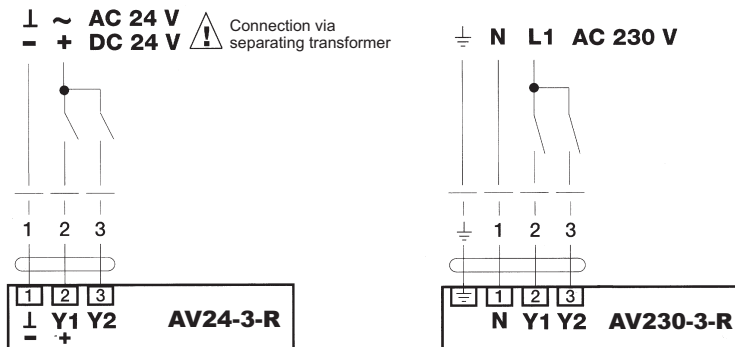 ⊥ ~ AC 24 V
– + DC 24 V
Connection via
separating transformer
1 2 3
1 2 3
⊥ Y1 Y2 AV24-3-R
– +
⏚ N L1 AC 230 V
⏚ 1 2 3
⏚ 1 2 3
N Y1 Y2 AV230-3-R